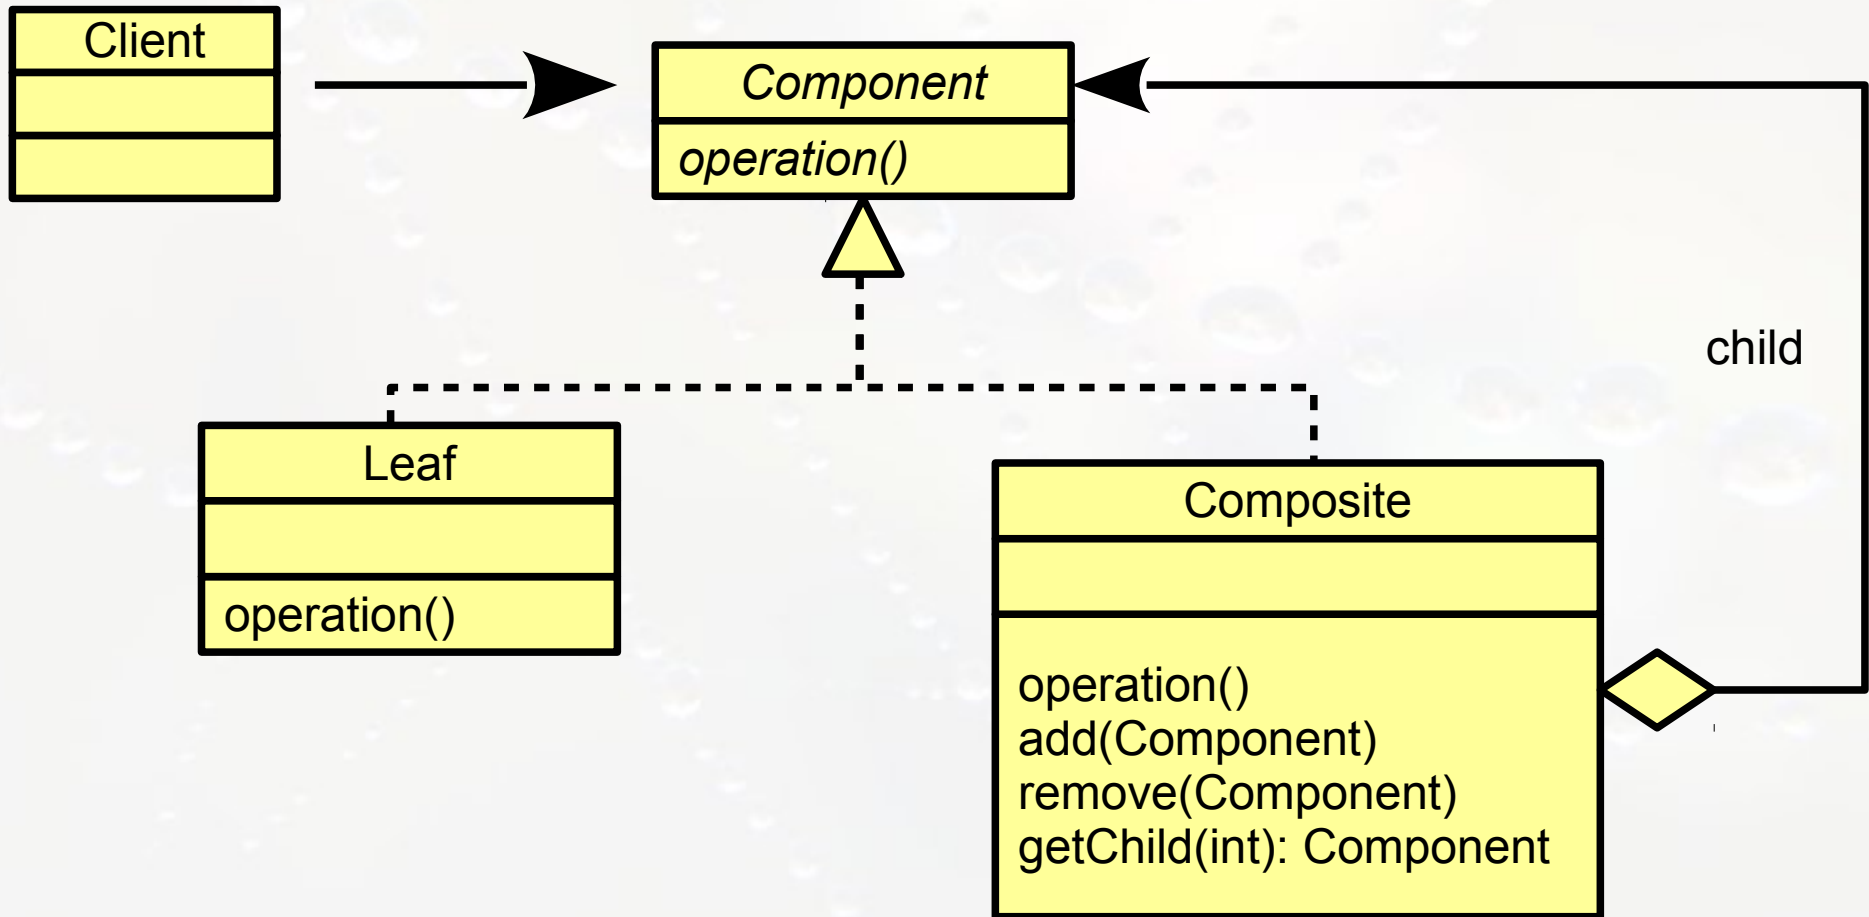 Client
Component
operation()
child
Leaf
operation()
Composite
operation()
add(Component)
remove(Component)
getChild(int): Component